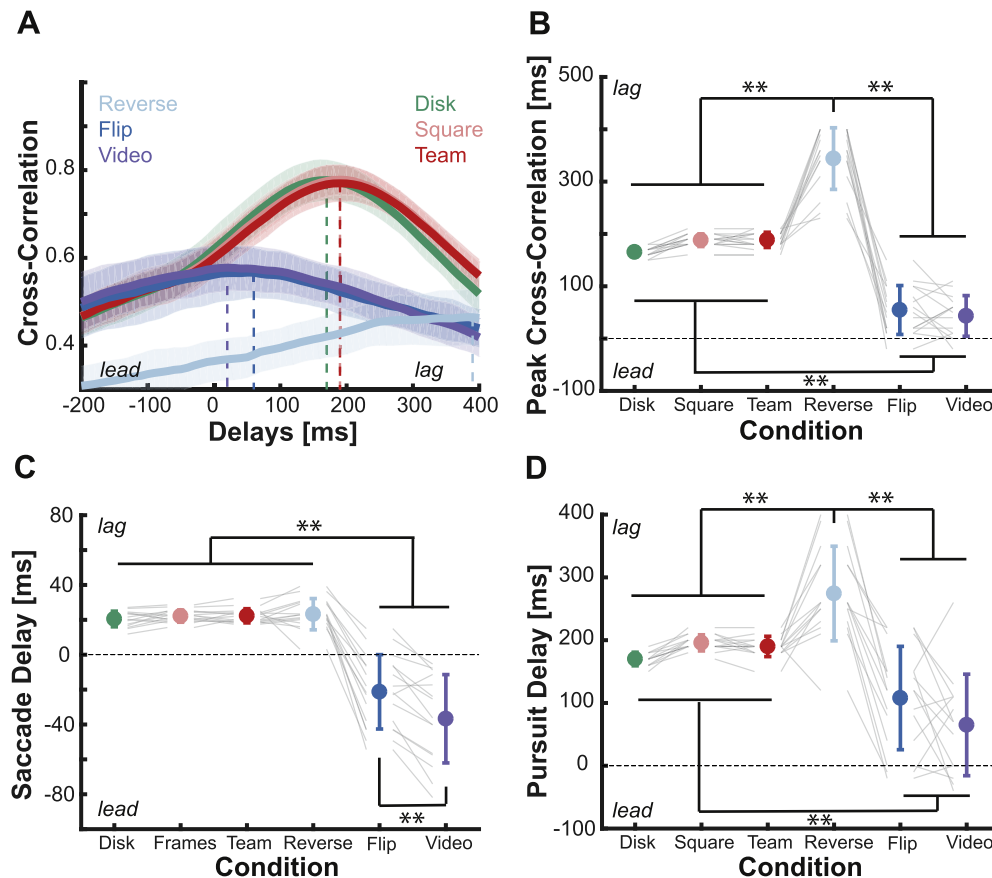 A
Cross-Correlation
0.8
0.6
0.4
Reverse
Flip
Video
Disk
Square
Team
lead
lag
-200 -100 0 100 200 300 400
Delays [ms]
B
Peak Cross-Correlation [ms]
500
300
100
-100
lag
lead
** **
**
Disk Square Team Reverse Flip Video
Condition
C
Saccade Delay [ms]
80
40
0
-40
-80
lag
lead
**
**
Disk Frames Team Reverse Flip Video
Condition
D
Pursuit Delay [ms]
400
300
200
100
0
-100
lag
lead
** **
**
Disk Square Team Reverse Flip Video
Condition